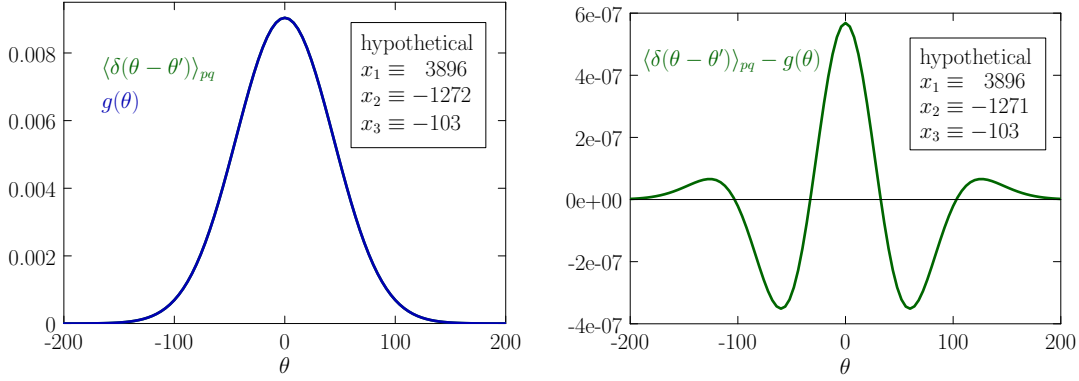 0.008
0.006
0.004
0.002
0
-200
-100
0
100
200
θ
⟨δ(θ − θ′)⟩pq
g(θ)
hypothetical
x1 ≡ 3896
x2 ≡ −1272
x3 ≡ −103
6e-07
4e-07
2e-07
0e+00
-2e-07
-4e-07
-200
-100
0
100
200
θ
⟨δ(θ − θ′)⟩pq − g(θ)
hypothetical
x1 ≡ 3896
x2 ≡ −1271
x3 ≡ −103